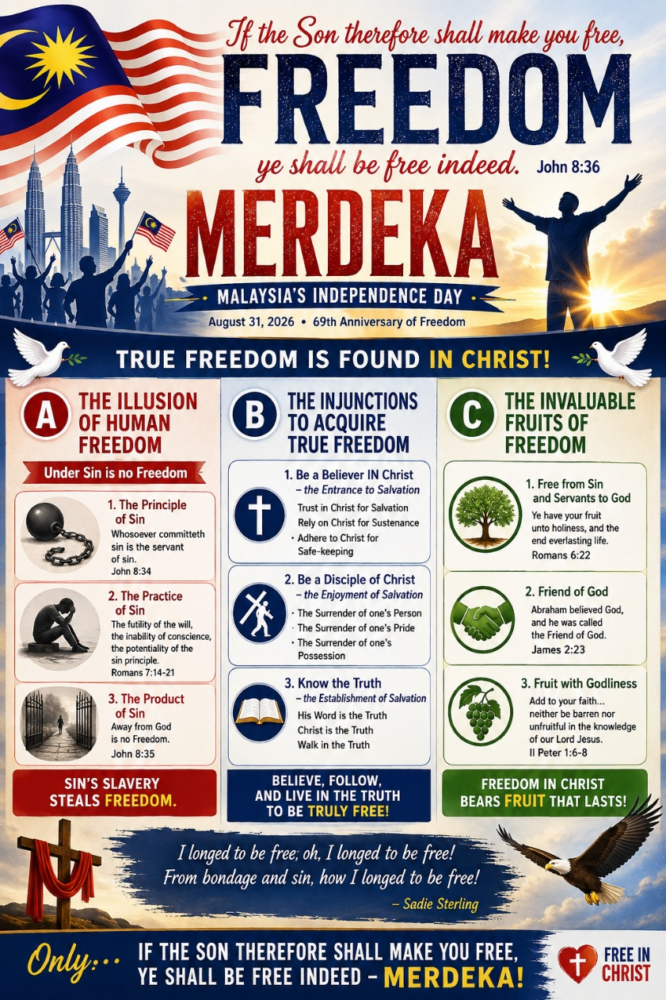 If the Son therefore shall make you free,
FREEDOM
ye shall be free indeed. John 8:36
MERDEKA
MALAYSIA'S INDEPENDENCE DAY
August 31, 2026 • 69th Anniversary of Freedom
TRUE FREEDOM IS FOUND IN CHRIST!
A
THE ILLUSION
OF HUMAN
FREEDOM
Under Sin is no Freedom
1. The Principle
of Sin
Whosoever committeth
sin is the servant
of sin.
John 8:34
2. The Practice
of Sin
The futility of the will,
the inability of conscience,
the potentiality of the
sin principle.
Romans 7:14-21
3. The Product
of Sin
Away from God
is no Freedom.
John 8:35
SIN'S SLAVERY
STEALS FREEDOM.
B
THE INJUNCTIONS
TO ACQUIRE
TRUE FREEDOM
1. Be a Believer IN Christ
– the Entrance to Salvation
Trust in Christ for Salvation
Rely on Christ for Sustenance
• Adhere to Christ for
Safe-keeping
2. Be a Disciple of Christ
– the Enjoyment of Salvation
• The Surrender of one's Person
• The Surrender of one's Pride
• The Surrender of one's
Possession
3. Know the Truth
– the Establishment of Salvation
His Word is the Truth
Christ is the Truth
Walk in the Truth
BELIEVE, FOLLOW,
AND LIVE IN THE TRUTH
TO BE TRULY FREE!
C
THE INVALUABLE
FRUITS OF
FREEDOM
1. Free from Sin
and Servants to God
Ye have your fruit
unto holiness, and the
end everlasting life.
Romans 6:22
2. Friend of God
Abraham believed God,
and he was called
the Friend of God.
James 2:23
3. Fruit with Godliness
Add to your faith...
neither be barren nor
unfruitful in the knowledge
of our Lord Jesus.
II Peter 1:6-8
FREEDOM IN CHRIST
BEARS FRUIT THAT LASTS!
I longed to be free; oh, I longed to be free!
From bondage and sin, how I longed to be free!
– Sadie Sterling
Only:···
IF THE SON THEREFORE SHALL MAKE YOU FREE,
YE SHALL BE FREE INDEED – MERDEKA!
FREE IN
CHRIST